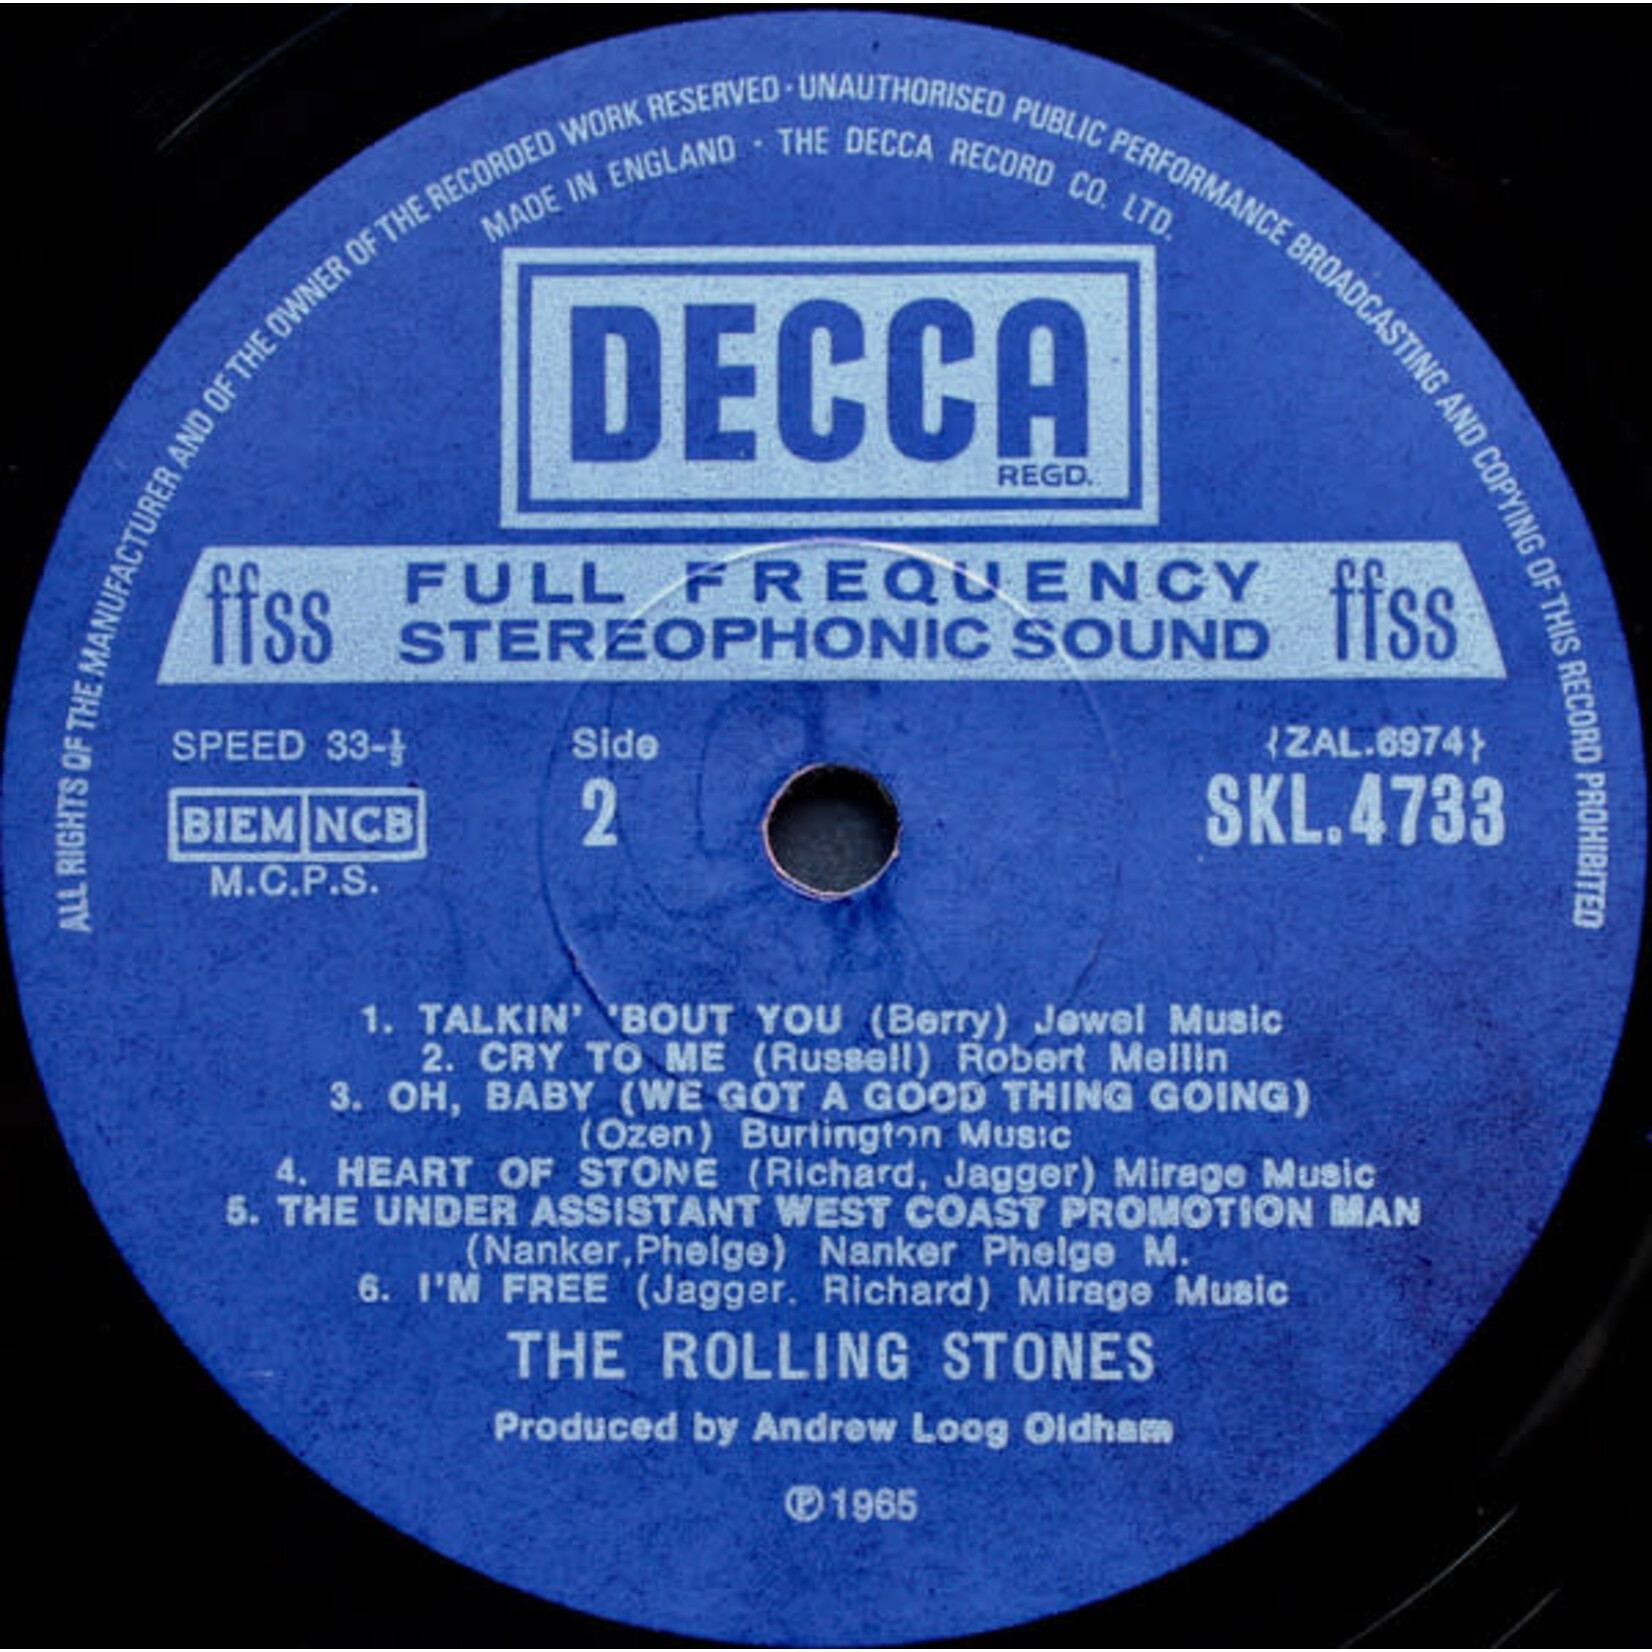 ALL RIGHTS OF THE MANUFACTURER AND OF THE OWNER OF THE RECORDED WORK RESERVED · UNAUTHORISED PUBLIC PERFORMANCE BROADCASTING AND COPYING OF THIS RECORD PROHIBITED
MADE IN ENGLAND · THE DECCA RECORD CO. LTD.
DECCA
REGD.
ffss FULL FREQUENCY STEREOPHONIC SOUND ffss
SPEED 33-⅓
Side
{ZAL.6974}
BIEM NCB
2
SKL.4733
M.C.P.S.
1. TALKIN' 'BOUT YOU (Berry) Jewel Music
2. CRY TO ME (Russell) Robert Mellin
3. OH, BABY (WE GOT A GOOD THING GOING)
(Ozen) Burlington Music
4. HEART OF STONE (Richard, Jagger) Mirage Music
5. THE UNDER ASSISTANT WEST COAST PROMOTION MAN
(Nanker,Phelge) Nanker Phelge M.
6. I'M FREE (Jagger. Richard) Mirage Music
THE ROLLING STONES
Produced by Andrew Loog Oldham
℗ 1965